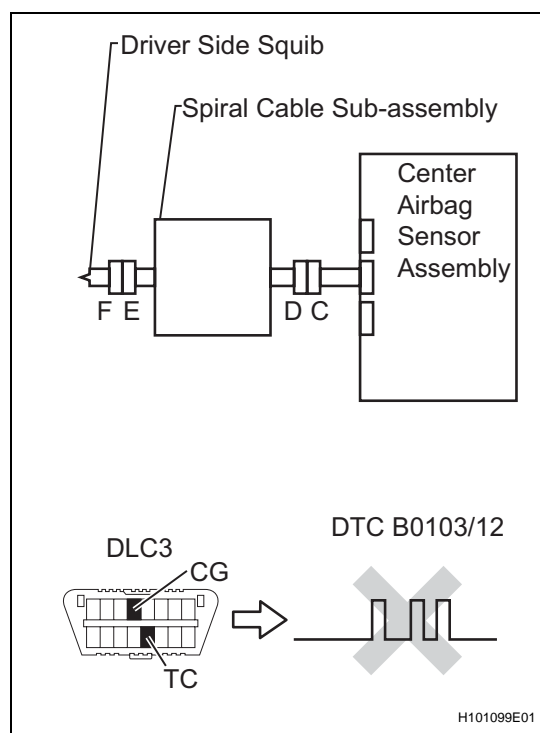 Driver Side Squib
Spiral Cable Sub-assembly
Center
Airbag
Sensor
Assembly
F E
D C
DTC B0103/12
DLC3
CG
TC
H101099E01